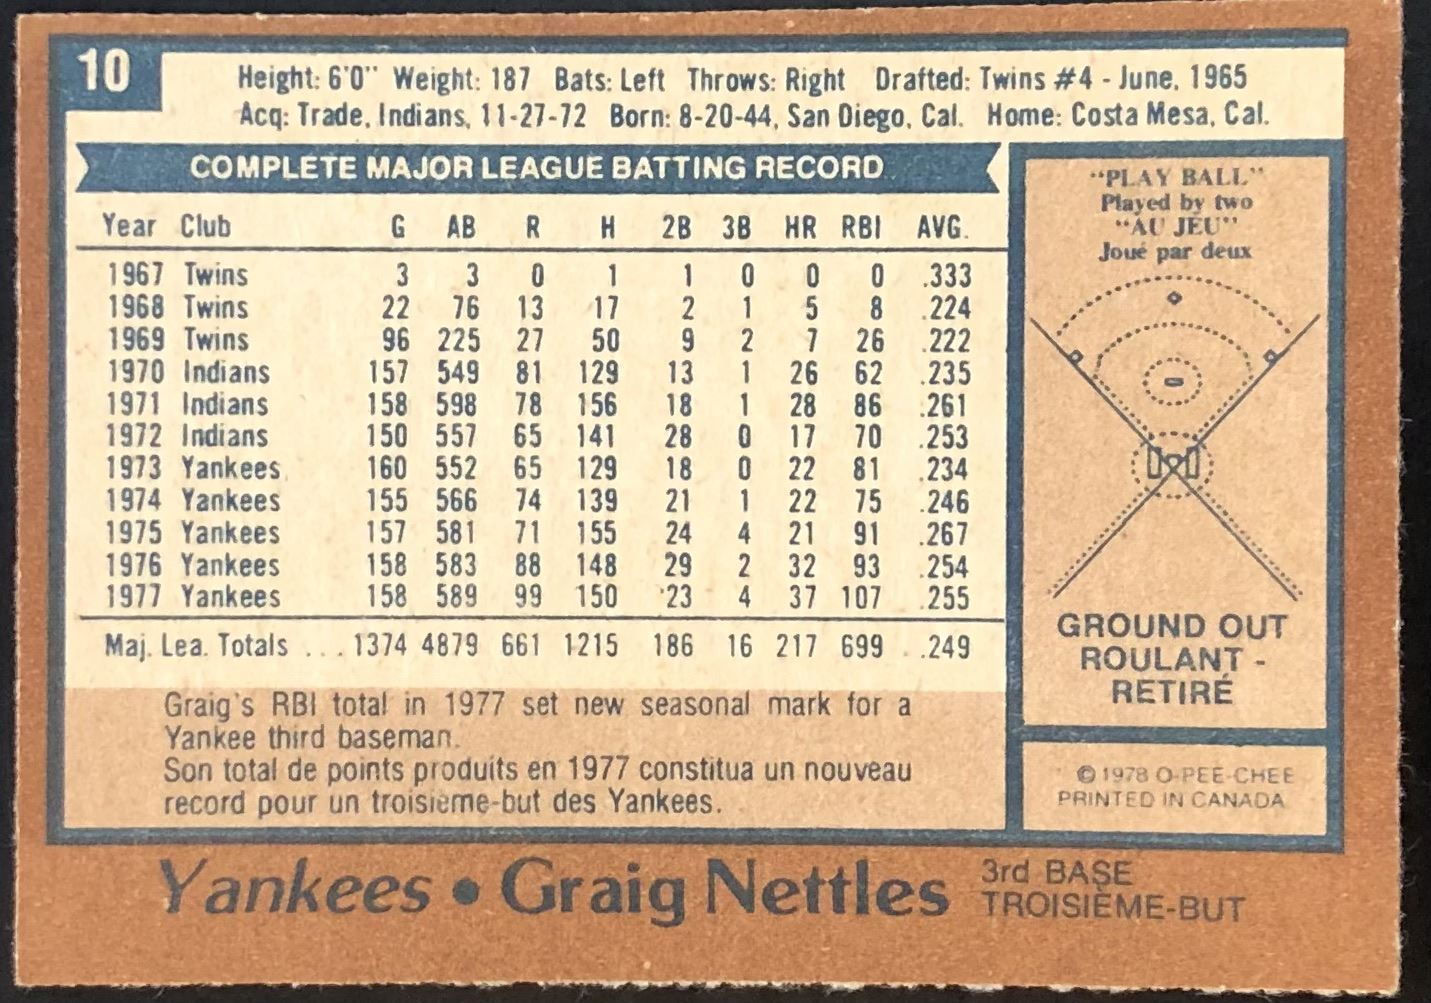 10
Height: 6'0" Weight: 187 Bats: Left Throws: Right Drafted: Twins #4 - June, 1965
Acq: Trade, Indians, 11-27-72 Born: 8-20-44, San Diego, Cal. Home: Costa Mesa, Cal.
COMPLETE MAJOR LEAGUE BATTING RECORD
Year Club G AB R H 2B 3B HR RBI AVG.
1967 Twins 3 3 0 1 1 0 0 0 .333
1968 Twins 22 76 13 17 2 1 5 8 .224
1969 Twins 96 225 27 50 9 2 7 26 .222
1970 Indians 157 549 81 129 13 1 26 62 .235
1971 Indians 158 598 78 156 18 1 28 86 .261
1972 Indians 150 557 65 141 28 0 17 70 .253
1973 Yankees 160 552 65 129 18 0 22 81 .234
1974 Yankees 155 566 74 139 21 1 22 75 .246
1975 Yankees 157 581 71 155 24 4 21 91 .267
1976 Yankees 158 583 88 148 29 2 32 93 .254
1977 Yankees 158 589 99 150 23 4 37 107 .255
Maj. Lea. Totals ... 1374 4879 661 1215 186 16 217 699 .249
Graig's RBI total in 1977 set new seasonal mark for a
Yankee third baseman.
Son total de points produits en 1977 constitua un nouveau
record pour un troisième-but des Yankees.
"PLAY BALL"
Played by two
"AU JÉU"
Joué par deux
GROUND OUT
ROULANT -
RETIRÉ
© 1978 O-PEE-CHEE
PRINTED IN CANADA
Yankees • Graig Nettles
3rd BASE
TROISIÈME-BUT